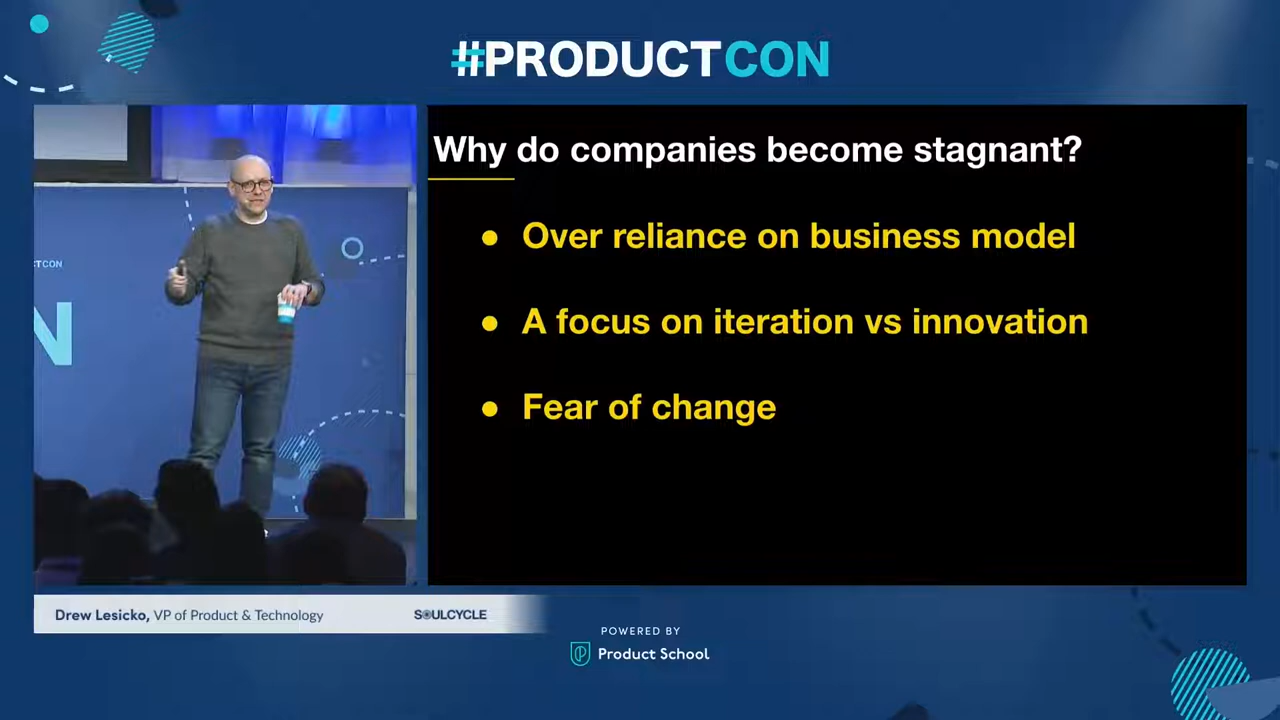 #PRODUCTCON
Why do companies become stagnant?
● Over reliance on business model
● A focus on iteration vs innovation
● Fear of change
CTCON
N
Drew Lesicko, VP of Product & Technology
SOULCYCLE
POWERED BY
Product School